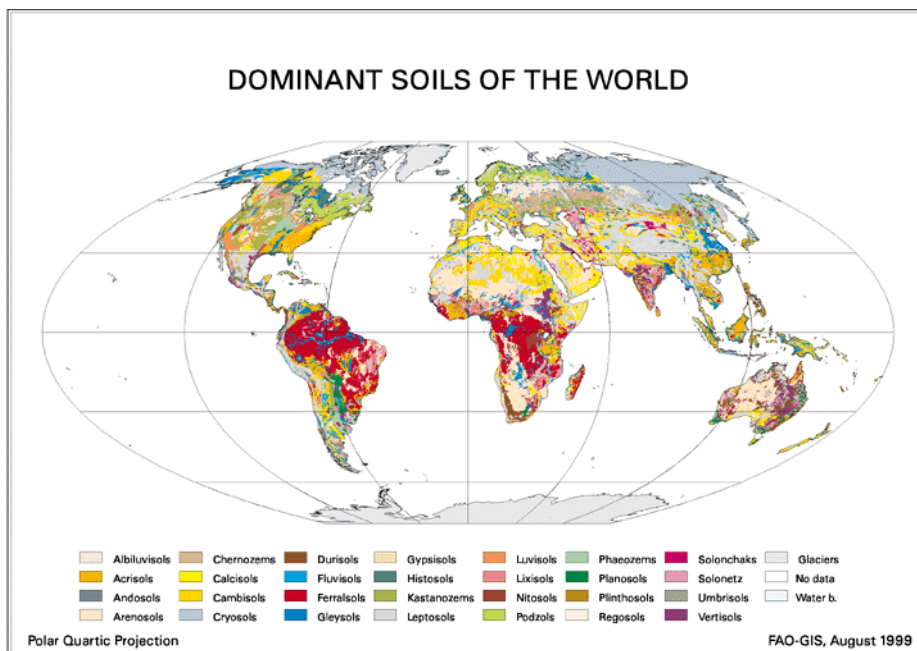 DOMINANT SOILS OF THE WORLD
Albiluvisols Chernozems Durisols Gypsisols Luvisols Phaeozems Solonchaks Glaciers
Acrisols Calcisols Fluvisols Histosols Lixisols Planosols Solonetz No data
Andosols Cambisols Ferralsols Kastanozems Nitosols Plinthosols Umbrisols Water b.
Arenosols Cryosols Gleysols Leptosols Podzols Regosols Vertisols
Polar Quartic Projection FAO-GIS, August 1999